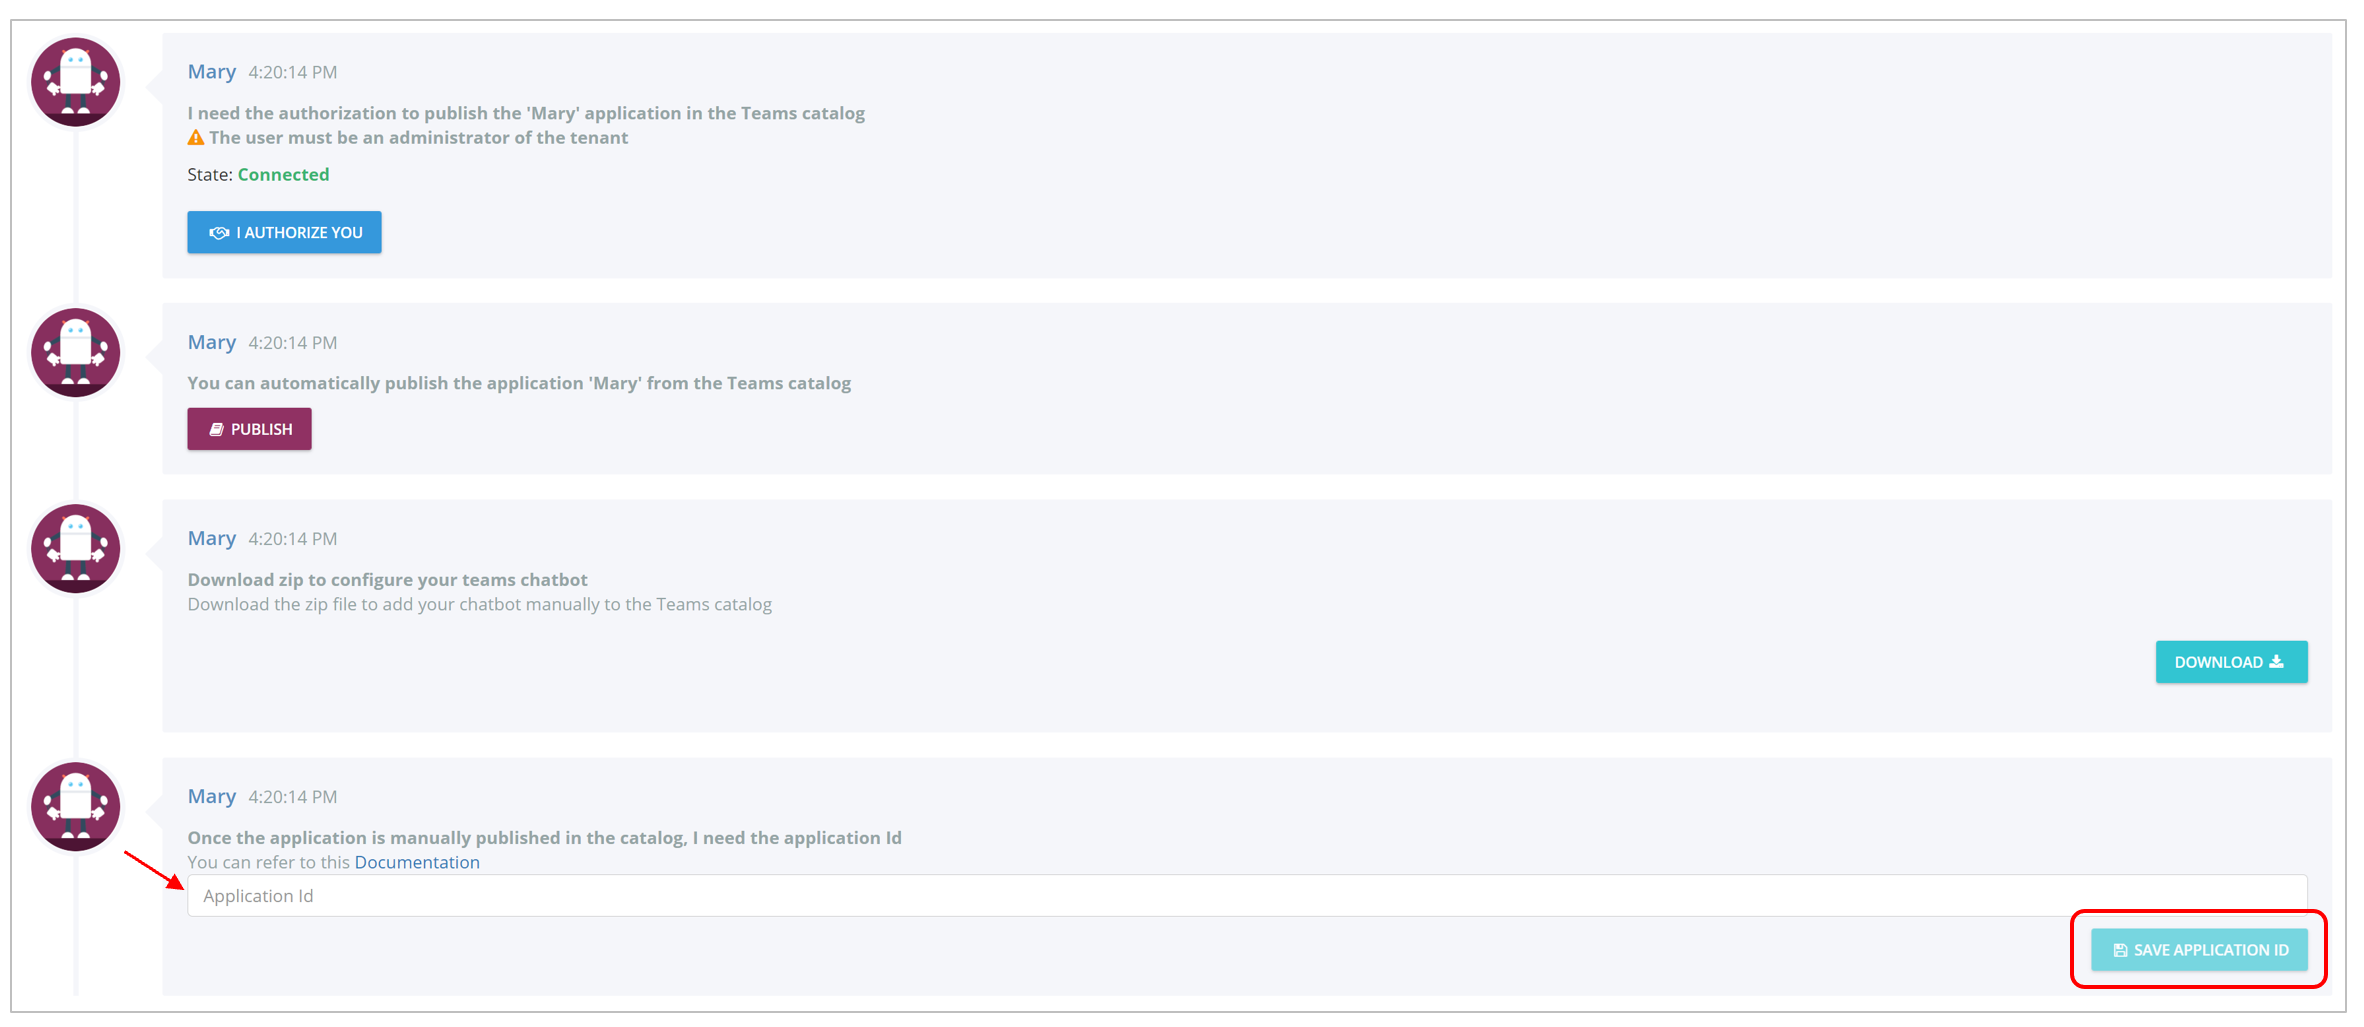 Mary 4:20:14 PM
I need the authorization to publish the 'Mary' application in the Teams catalog
The user must be an administrator of the tenant
State: Connected
I AUTHORIZE YOU
Mary 4:20:14 PM
You can automatically publish the application 'Mary' from the Teams catalog
PUBLISH
Mary 4:20:14 PM
Download zip to configure your teams chatbot
Download the zip file to add your chatbot manually to the Teams catalog
DOWNLOAD
Mary 4:20:14 PM
Once the application is manually published in the catalog, I need the application Id
You can refer to this Documentation
Application Id
SAVE APPLICATION ID